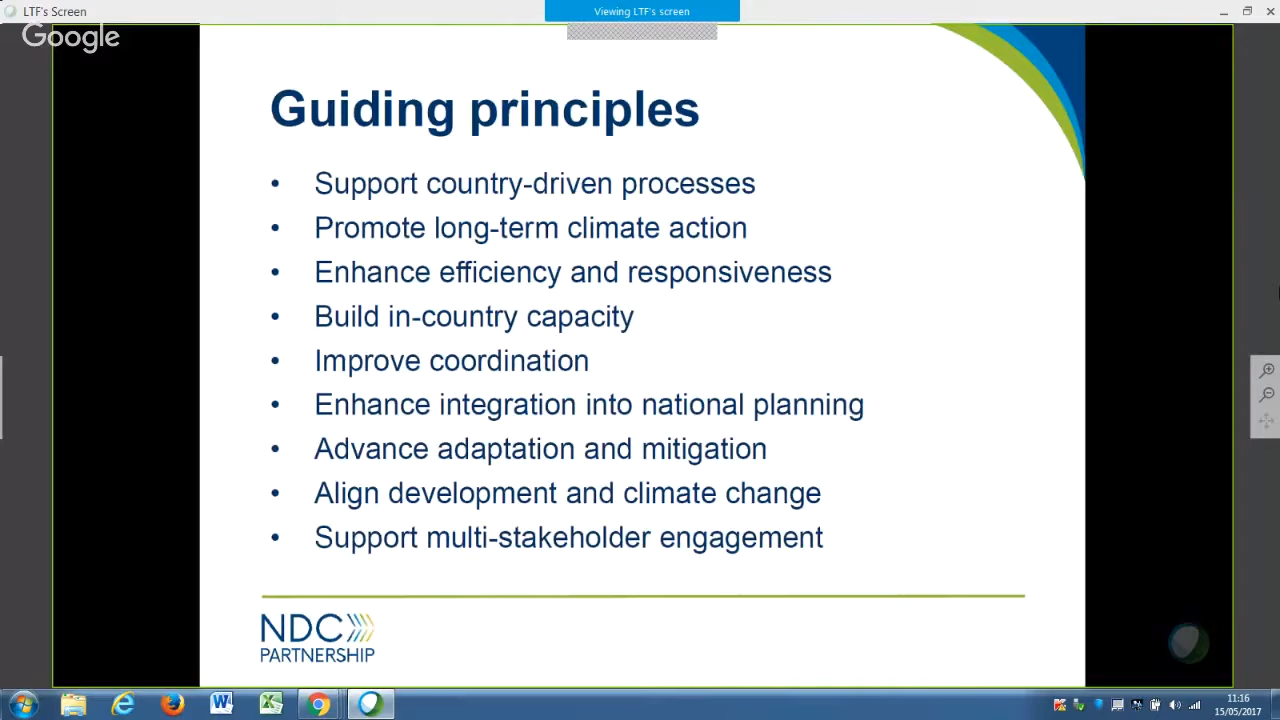 LTF's Screen
Viewing LTF's screen
Google
Guiding principles
• Support country-driven processes
• Promote long-term climate action
• Enhance efficiency and responsiveness
• Build in-country capacity
• Improve coordination
• Enhance integration into national planning
• Advance adaptation and mitigation
• Align development and climate change
• Support multi-stakeholder engagement
NDC
PARTNERSHIP
11:16
15/05/2017